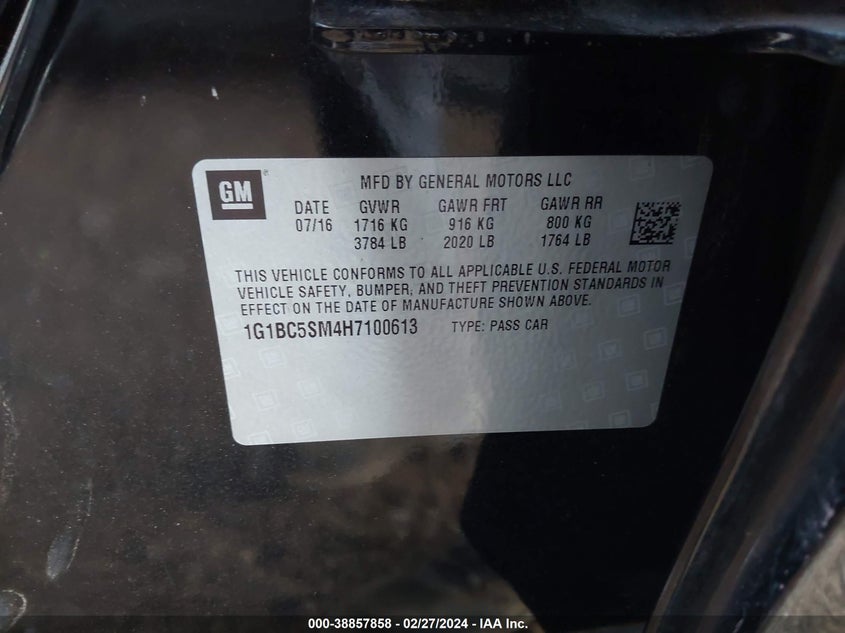 GM
MFD BY GENERAL MOTORS LLC
DATE GVWR GAWR FRT GAWR RR
07/16 1716 KG 916 KG 800 KG
3784 LB 2020 LB 1764 LB
THIS VEHICLE CONFORMS TO ALL APPLICABLE U.S. FEDERAL MOTOR
VEHICLE SAFETY, BUMPER, AND THEFT PREVENTION STANDARDS IN
EFFECT ON THE DATE OF MANUFACTURE SHOWN ABOVE.
1G1BC5SM4H7100613 TYPE: PASS CAR
000-38857858 - 02/27/2024 - IAA Inc.